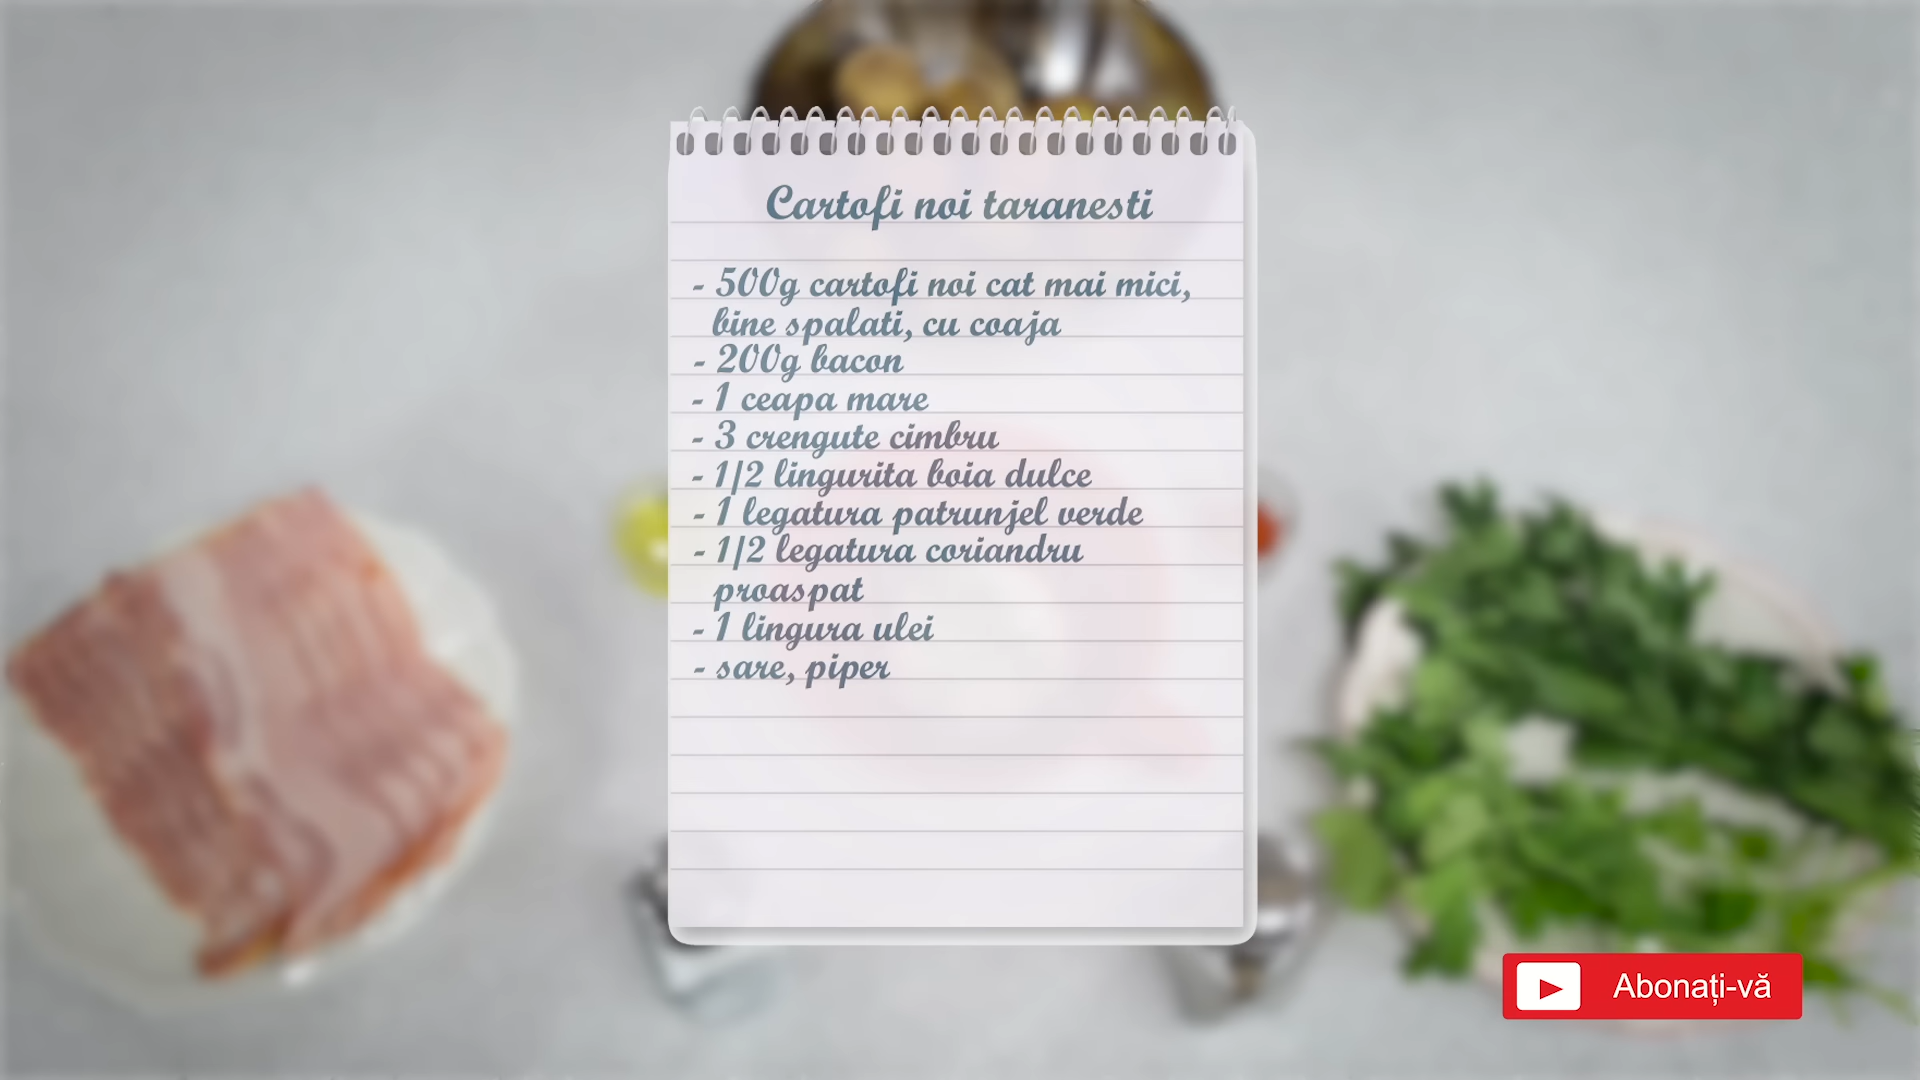 Cartofi noi taranesti
- 500g cartofi noi cat mai mici,
bine spalati, cu coaja
- 200g bacon
- 1 ceapa mare
- 3 crengute cimbru
- 1/2 lingurita boia dulce
- 1 legatura patrunjel verde
- 1/2 legatura coriandru
proaspat
- 1 lingura ulei
- sare, piper
Abonați-vă